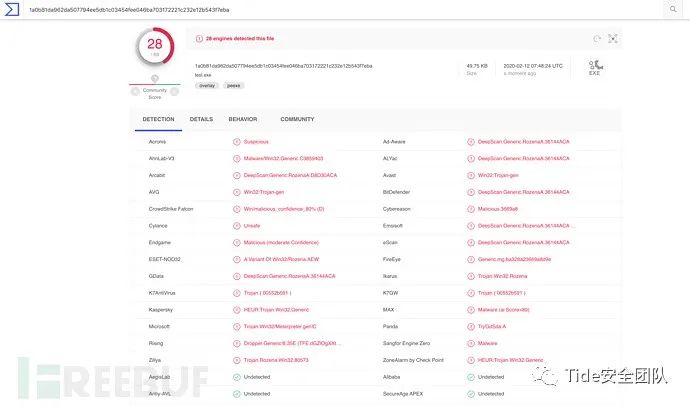 1a0b81da962da507794ee5db1c03454fee046ba703172221c232e12b543f7eba
28
Community
Score
28 engines detected this file
1a0b81da962da507794ee5db1c03454fee046ba703172221c232e12b543f7eba
test.exe
overlay peexe
49.75 KB
Size
2020-02-12 07:48:24 UTC
a moment ago
EXE
DETECTION DETAILS BEHAVIOR COMMUNITY
Acronis Suspicious Ad-Aware DeepScan:Generic.RozenaA.36144ACA
AhnLab-V3 Malware/Win32.Generic.C3859403 ALYac DeepScan:Generic.RozenaA.36144ACA
Arcabit DeepScan:Generic.RozenaA.D8D30ACA Avast Win32:Trojan-gen
AVG Win32:Trojan-gen BitDefender DeepScan:Generic.RozenaA.36144ACA
CrowdStrike Falcon Win/malicious_confidence_80% (D) Cybereason Malicious.3669a8
Cylance Unsafe Emsisoft DeepScan:Generic.RozenaA.36144ACA ...
Endgame Malicious (moderate Confidence) eScan DeepScan:Generic.RozenaA.36144ACA
ESET-NOD32 A Variant Of Win32/Rozena.AEW FireEye Generic.mg.ba328a23669a8d9e
GData DeepScan:Generic.RozenaA.36144ACA Ikarus Trojan.Win32.Rozena
K7AntiVirus Trojan ( 00552b591 ) K7GW Trojan ( 00552b591 )
Kaspersky HEUR:Trojan.Win32.Generic MAX Malware (ai Score=89)
Microsoft Trojan:Win32/Meterpreter.gen!C Panda Trj/GdSda.A
Rising Sangfor Engine Zero Malware
Zillya Trojan.Rozena.Win32.80573 ZoneAlarm by Check Point HEUR:Trojan.Win32.Generic
AegisLab Undetected Alibaba Undetected
Antiy-AVL Undetected SecureAge APEX Undetected
FREEBUF
Tide安全团队